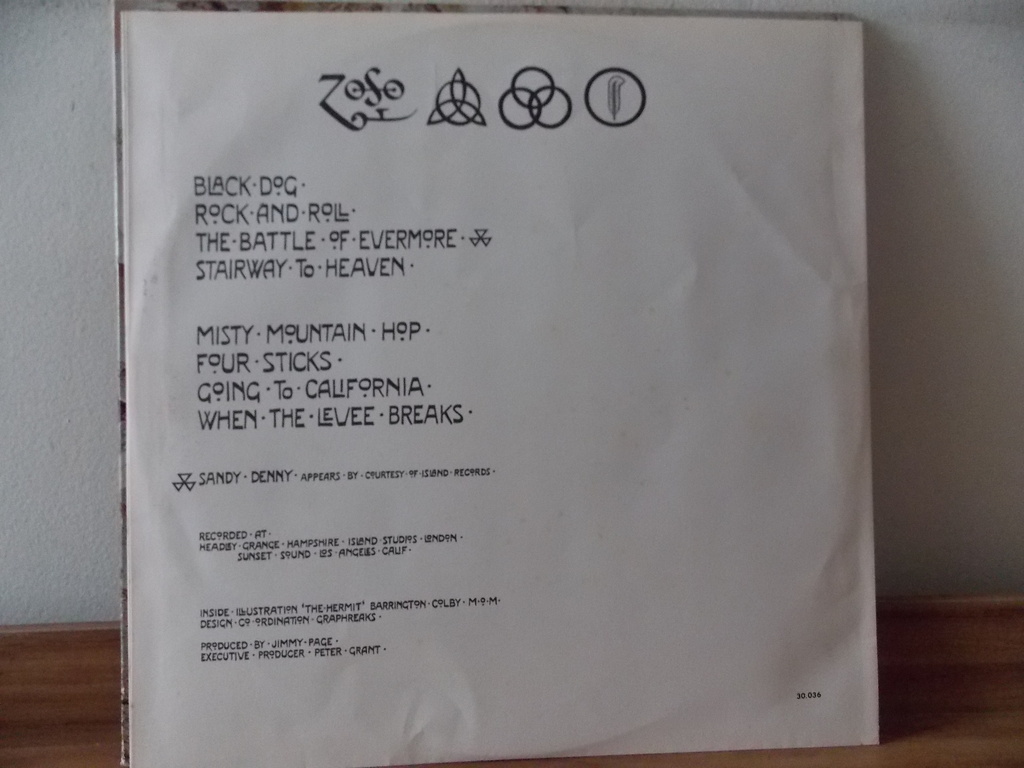 ZOSO
BLACK · DOG ·
ROCK · AND · ROLL ·
THE · BATTLE · OF · EVERMORE ·
STAIRWAY · To · HEAVEN ·
MISTY · MOUNTAIN · HOP ·
FOUR · STICKS ·
GOING · To · CALIFORNIA ·
WHEN · THE · LEVEE · BREAKS ·
SANDY · DENNY · APPEARS · BY · COURTESY · OF · ISLAND · RECORDS ·
RECORDED · AT ·
HEADLEY · GRANGE · HAMPSHIRE · ISLAND · STUDIOS · LONDON ·
SUNSET · SOUND · LOS · ANGELES · CALIF ·
INSIDE · ILLUSTRATION 'THE · HERMIT' BARRINGTON · COLBY · M·O·M·
DESIGN · CO · ORDINATION · GRAPHREAKS ·
PRODUCED · BY · JIMMY · PAGE ·
EXECUTIVE · PRODUCER · PETER · GRANT ·
30.036